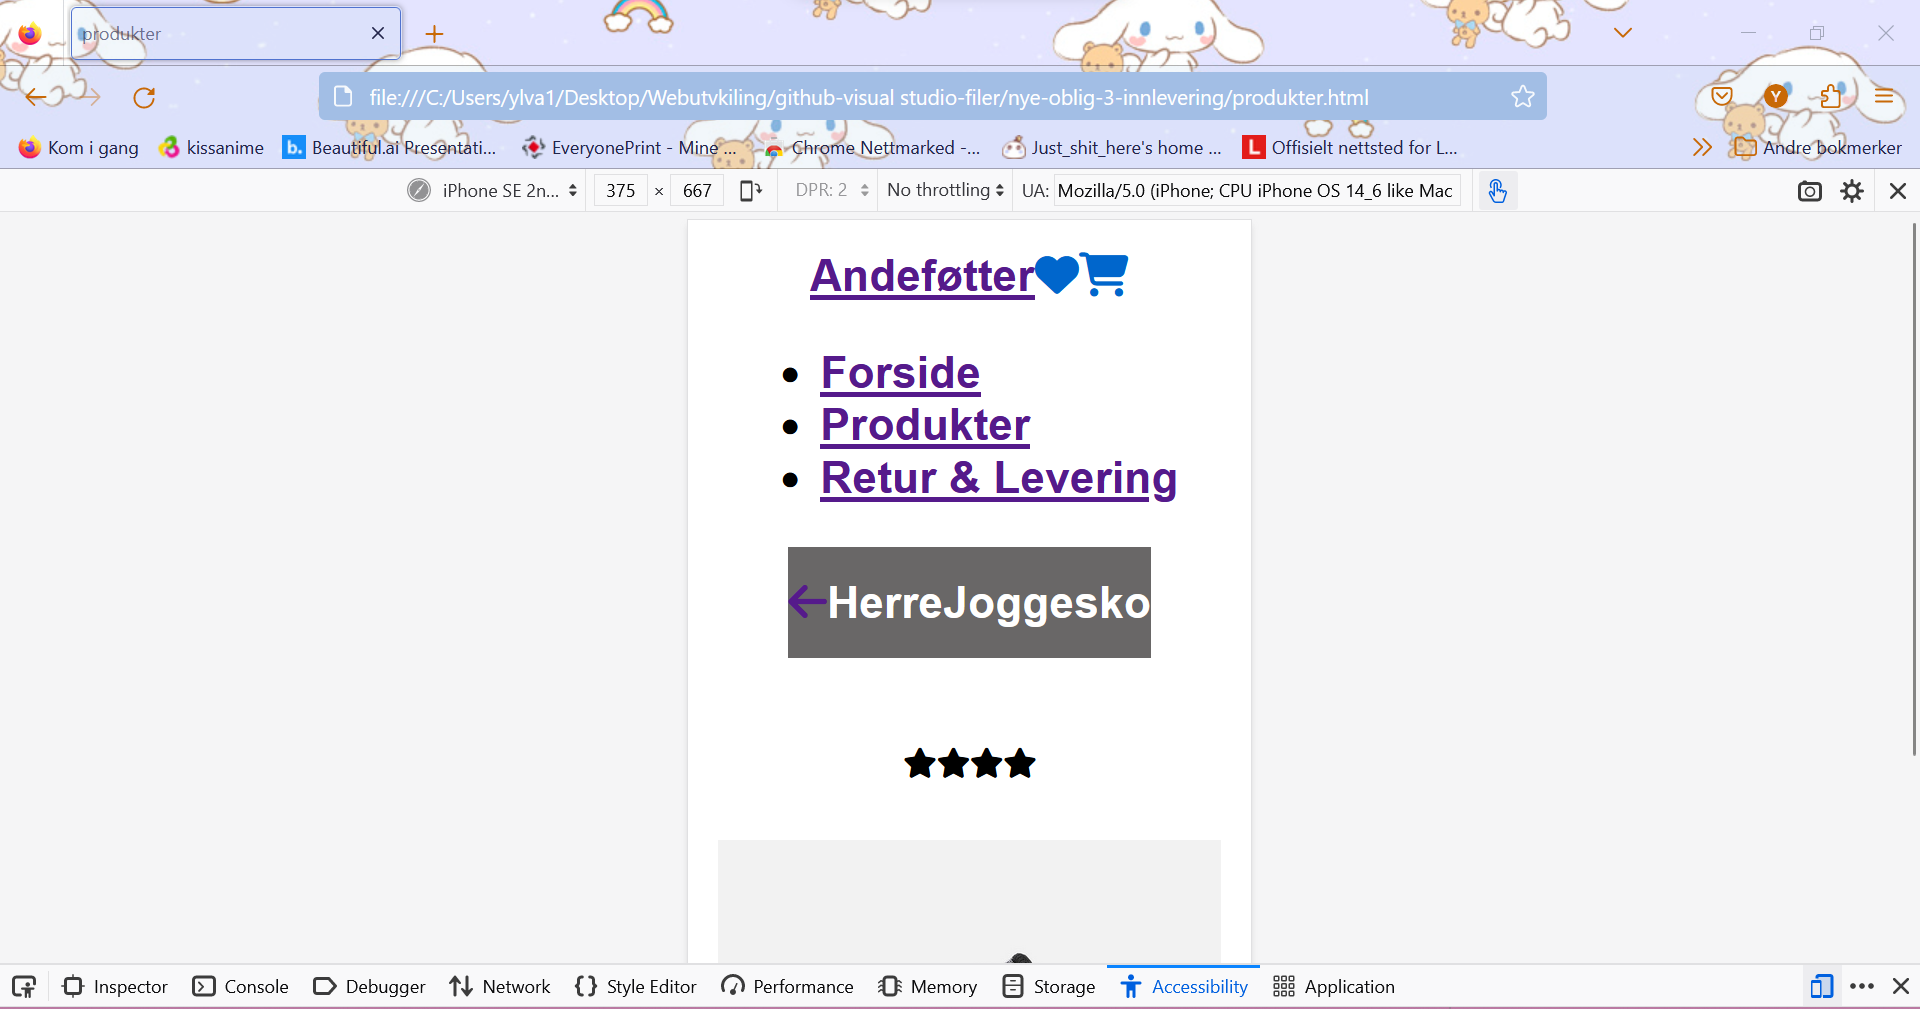 produkter
file:///C:/Users/ylva1/Desktop/Webutvkiling/github-visual studio-filer/nye-oblig-3-innlevering/produkter.html
Y
Kom i gang kissanime b. Beautiful.ai Presentati... EveryonePrint - Mine ... Chrome Nettmarked -... Just_shit_here's home ... L Offisielt nettsted for L... Andre bokmerker
iPhone SE 2n... 375 × 667 DPR: 2 No throttling UA: Mozilla/5.0 (iPhone; CPU iPhone OS 14_6 like Mac
Andeføtter
• Forside
• Produkter
• Retur & Levering
HerreJoggesko
Inspector Console Debugger Network Style Editor Performance Memory Storage Accessibility Application